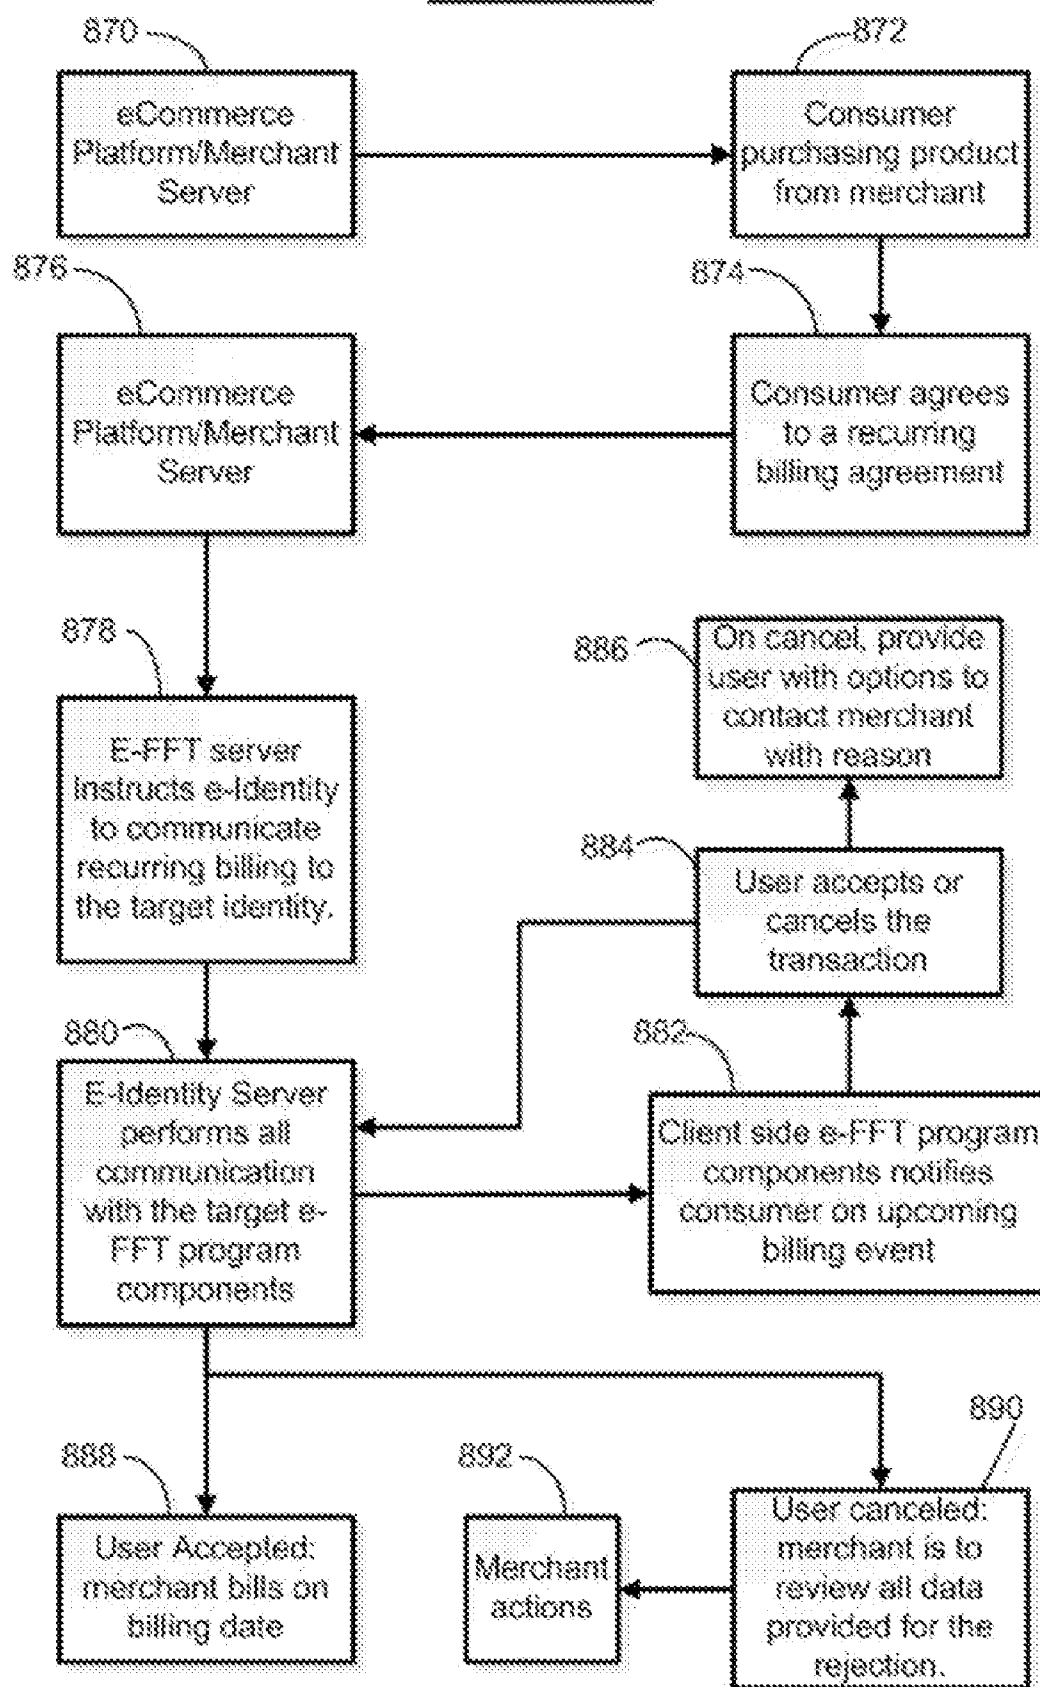 870
eCommerce
Platform/Merchant
Server
872
Consumer
purchasing product
from merchant
876
eCommerce
Platform/Merchant
Server
874
Consumer agrees
to a recurring
billing agreement
878
E-FFT server
instructs e-Identity
to communicate
recurring billing to
the target identity.
886
On cancel, provide
user with options to
contact merchant
with reason
884
User accepts or
cancels the
transaction
880
E-Identity Server
performs all
communication
with the target e-
FFT program
components
882
Client side e-FFT program
components notifies
consumer on upcoming
billing event
888
User Accepted:
merchant bills on
billing date
892
Merchant
actions
890
User canceled:
merchant is to
review all data
provided for the
rejection.